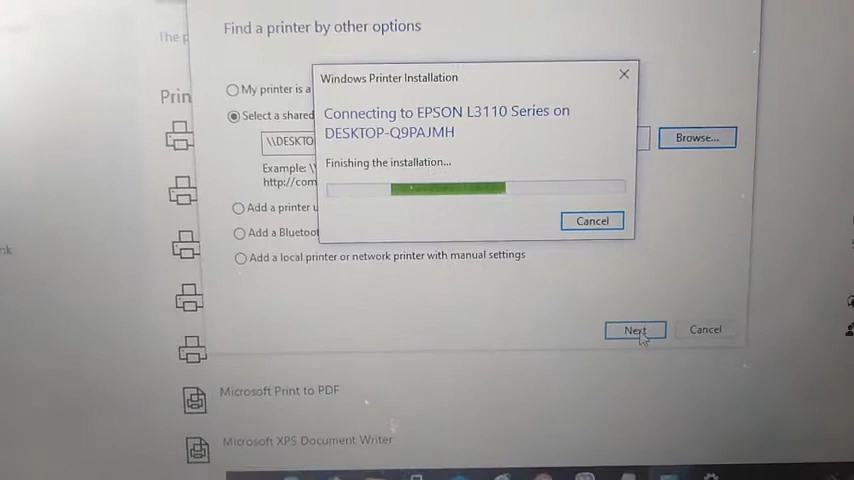 Find a printer by other options
The p
Windows Printer Installation
My printer is a
Connecting to EPSON L3110 Series on
DESKTOP-Q9PAJMH
Prin
Select a shared
\\DESKTO
Browse...
Finishing the installation...
Example: \
http://com
Add a printer u
Cancel
Add a Bluetoot
Add a local printer or network printer with manual settings
Next
Cancel
Microsoft Print to PDF
Microsoft XPS Document Writer